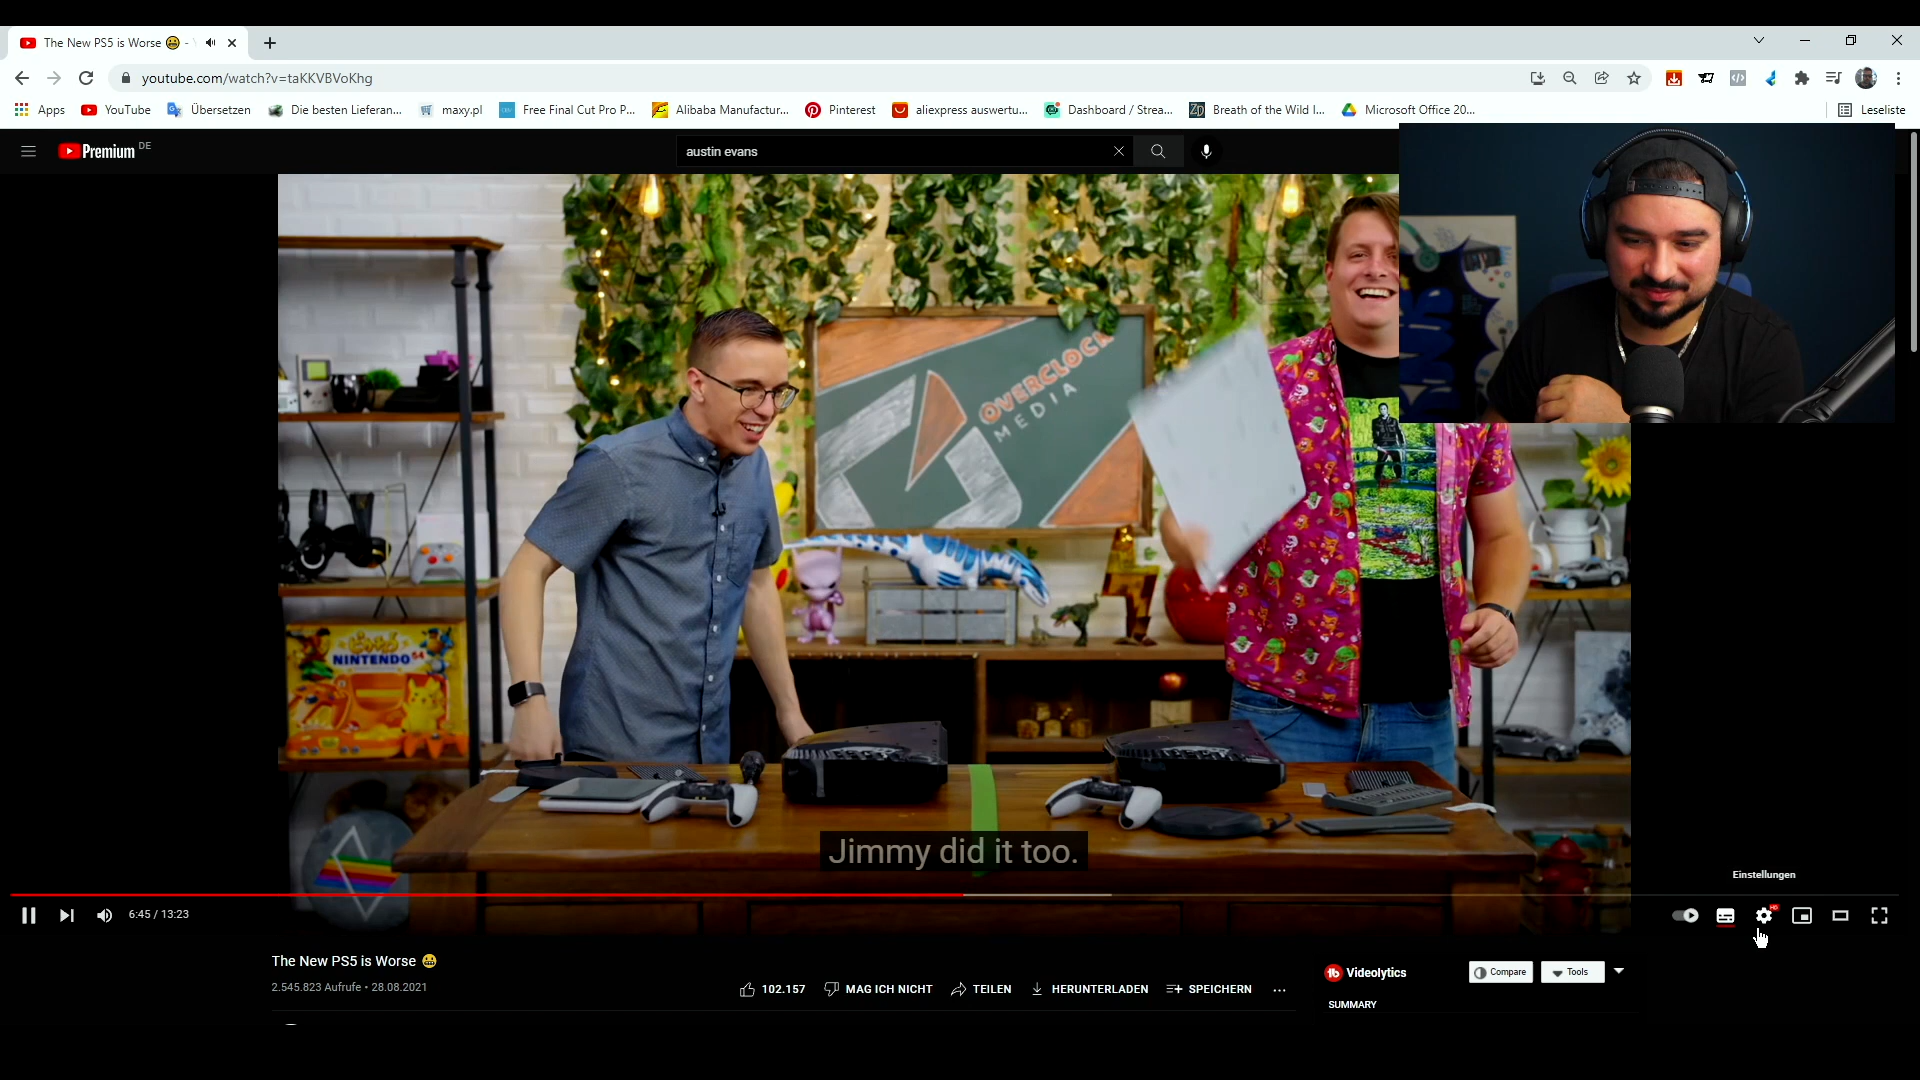 The New PS5 is Worse 😬 -
youtube.com/watch?v=taKKVBVoKhg
Apps
YouTube
Übersetzen
Die besten Lieferan...
maxy.pl
Free Final Cut Pro P...
Alibaba Manufactur...
Pinterest
aliexpress auswertu...
Dashboard / Strea...
Breath of the Wild I...
Microsoft Office 20...
Leseliste
Premium DE
austin evans
OVERCLOCK
MEDIA
NINTENDO 64
Jimmy did it too.
Einstellungen
6:45 / 13:23
HD
The New PS5 is Worse 😬
2.545.823 Aufrufe • 28.08.2021
102.157
MAG ICH NICHT
TEILEN
HERUNTERLADEN
SPEICHERN
Videolytics
Compare
Tools
SUMMARY